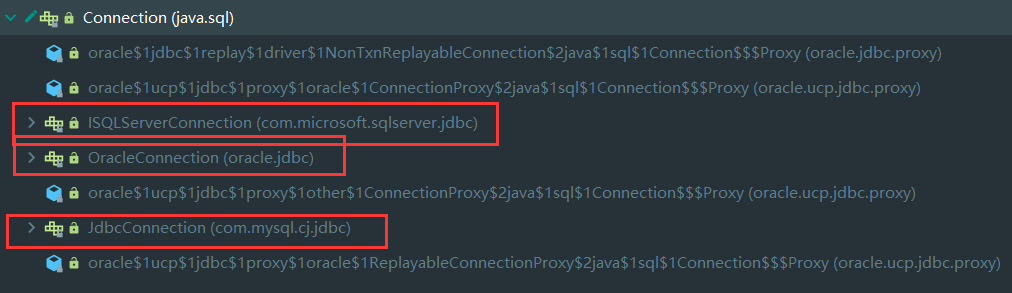 Connection (java.sql)
oracle$1jdbc$1replay$1driver$1NonTxnReplayableConnection$2java$1sql$1Connection$$$Proxy (oracle.jdbc.proxy)
oracle$1ucp$1jdbc$1proxy$1oracle$1ConnectionProxy$2java$1sql$1Connection$$$Proxy (oracle.ucp.jdbc.proxy)
ISQLServerConnection (com.microsoft.sqlserver.jdbc)
OracleConnection (oracle.jdbc)
oracle$1ucp$1jdbc$1proxy$1other$1ConnectionProxy$2java$1sql$1Connection$$$Proxy (oracle.ucp.jdbc.proxy)
JdbcConnection (com.mysql.cj.jdbc)
oracle$1ucp$1jdbc$1proxy$1oracle$1ReplayableConnectionProxy$2java$1sql$1Connection$$$Proxy (oracle.ucp.jdbc.proxy)